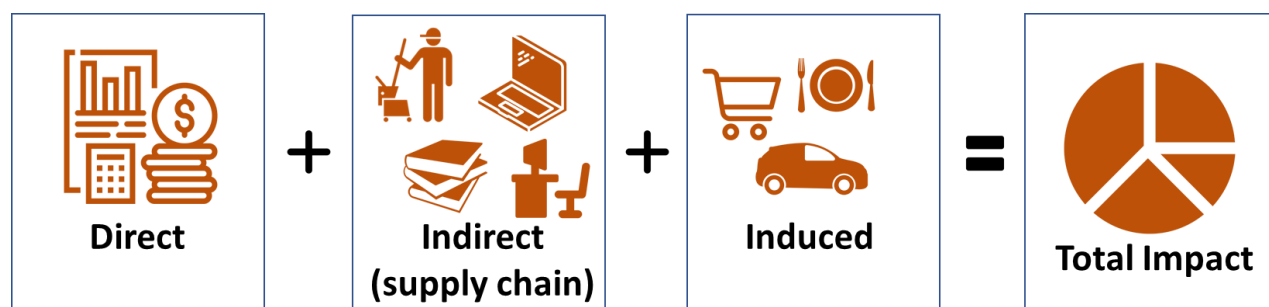 $
Direct
+
Indirect
(supply chain)
+
Induced
=
Total Impact